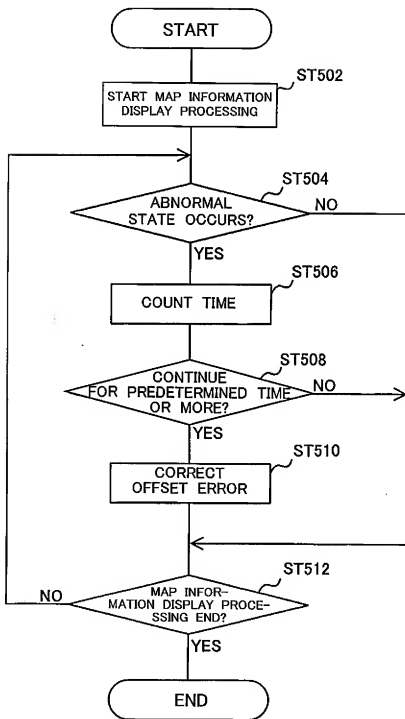 START
ST502
START MAP INFORMATION
DISPLAY PROCESSING
ST504
ABNORMAL
STATE OCCURS?
NO
YES
ST506
COUNT TIME
ST508
CONTINUE
FOR PREDETERMINED TIME
OR MORE?
NO
YES
ST510
CORRECT
OFFSET ERROR
ST512
MAP INFOR-
MATION DISPLAY PROCE-
SSING END?
NO
YES
END